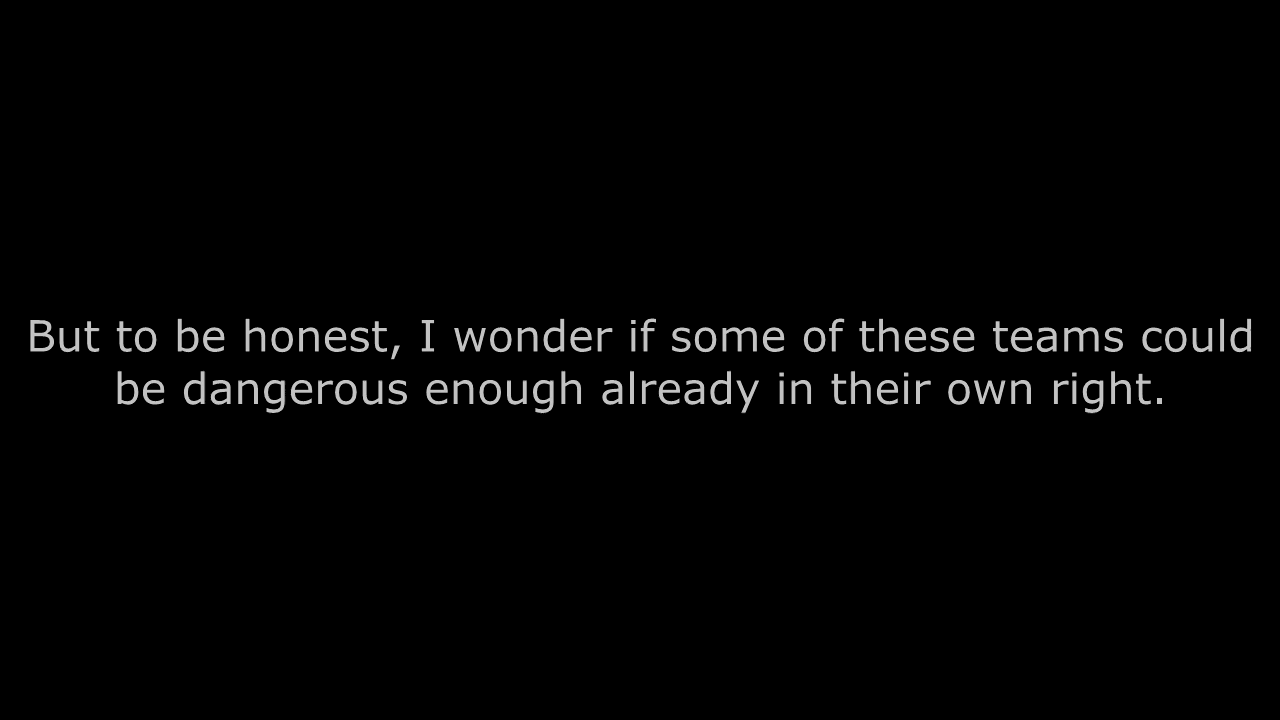 But to be honest, I wonder if some of these teams could
be dangerous enough already in their own right.